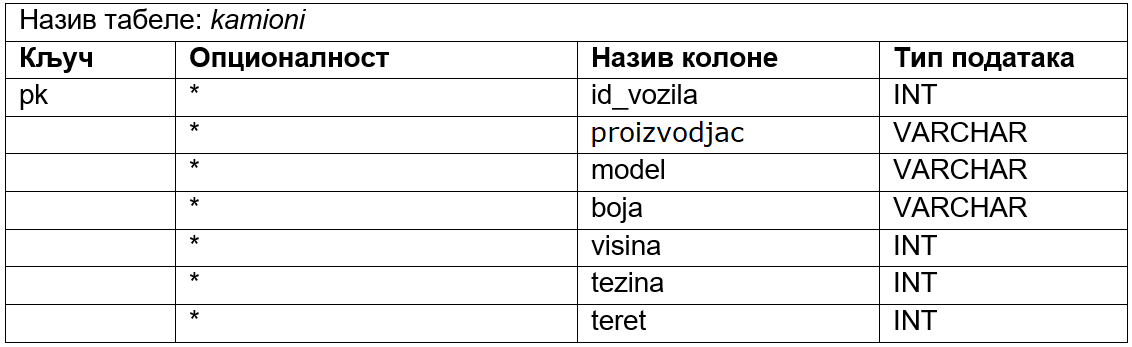 Назив табеле: kamioni
Кључ Опционалност Назив колоне Тип података
pk * id_vozila INT
* proizvodjac VARCHAR
* model VARCHAR
* boja VARCHAR
* visina INT
* tezina INT
* teret INT